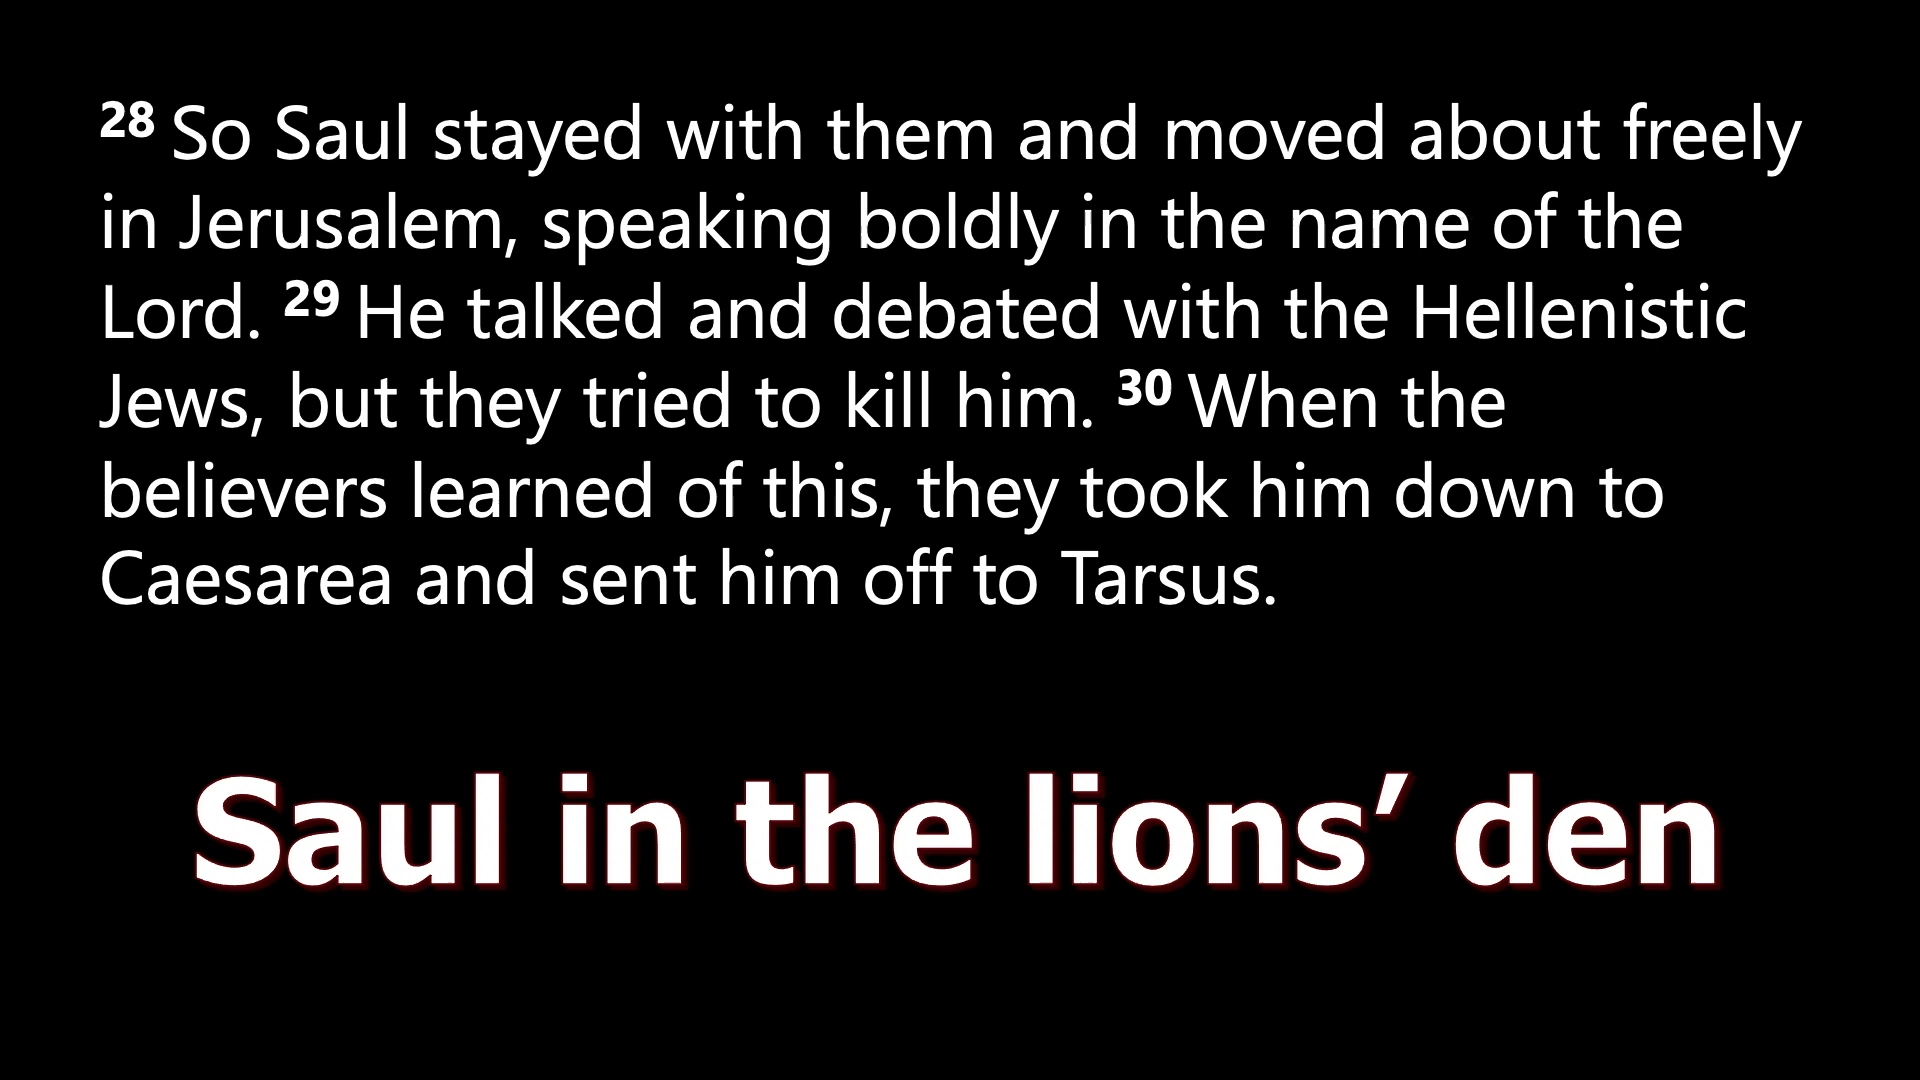 28 So Saul stayed with them and moved about freely
in Jerusalem, speaking boldly in the name of the
Lord. 29 He talked and debated with the Hellenistic
Jews, but they tried to kill him. 30 When the
believers learned of this, they took him down to
Caesarea and sent him off to Tarsus.
Saul in the lions’ den